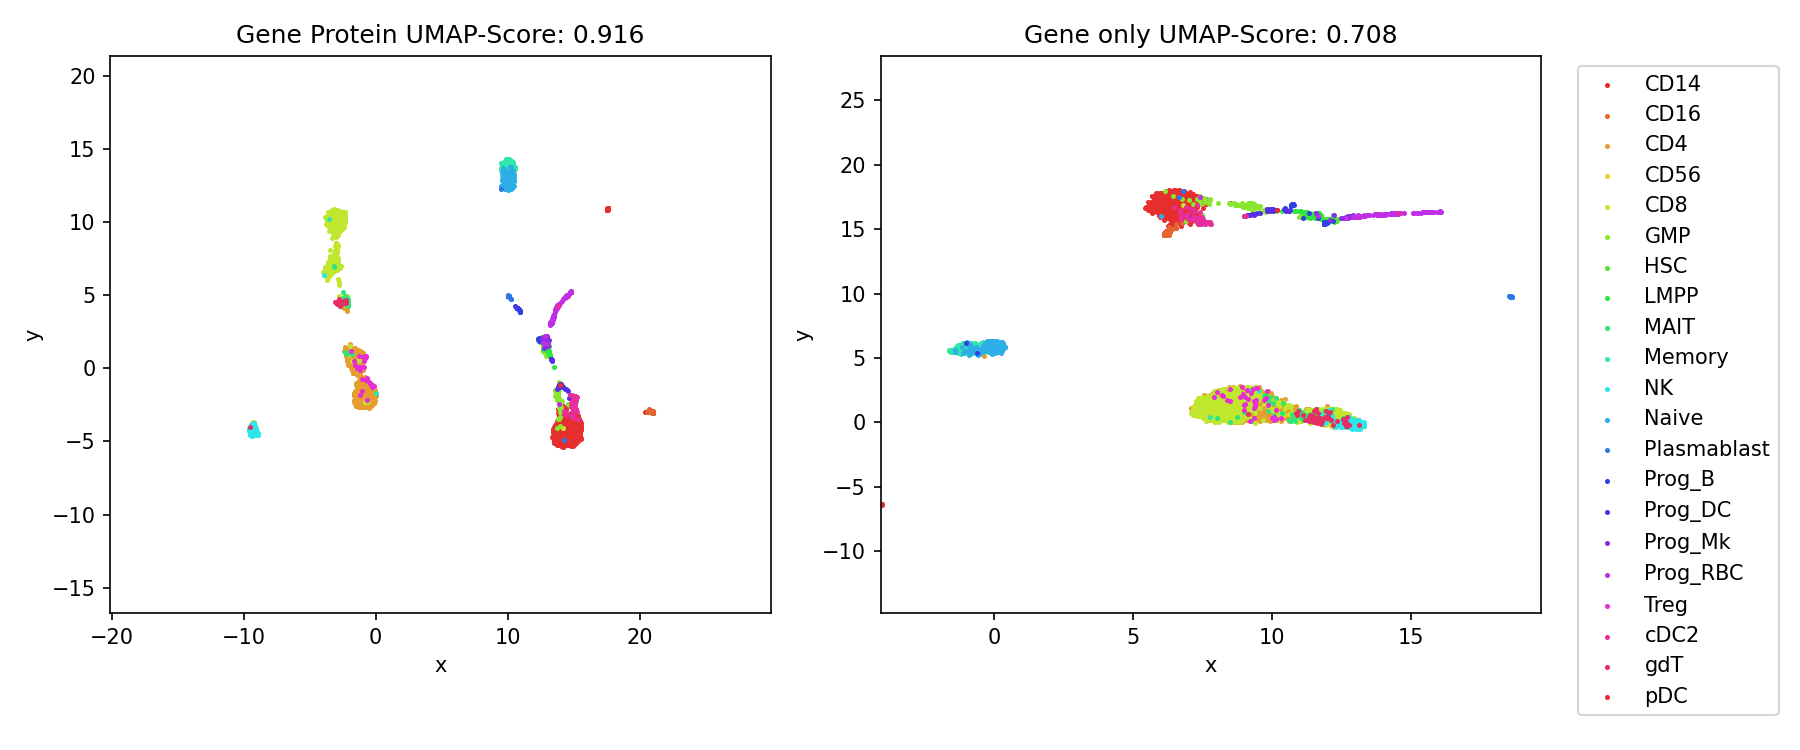 Gene Protein UMAP-Score: 0.916
20
15
10
5
0
−5
−10
−15
y
−20
−10
0
10
20
x
Gene only UMAP-Score: 0.708
25
20
15
10
5
0
−5
−10
y
0
5
10
15
x
CD14
CD16
CD4
CD56
CD8
GMP
HSC
LMPP
MAIT
Memory
NK
Naive
Plasmablast
Prog_B
Prog_DC
Prog_Mk
Prog_RBC
Treg
cDC2
gdT
pDC